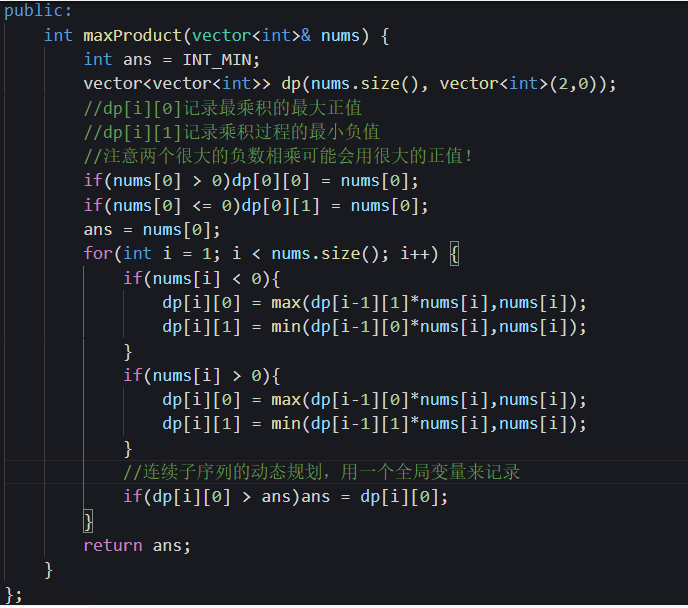 public:
    int maxProduct(vector<int>& nums) {
        int ans = INT_MIN;
        vector<vector<int>> dp(nums.size(), vector<int>(2,0));
        //dp[i][0]记录最乘积的最大正值
        //dp[i][1]记录乘积过程的最小负值
        //注意两个很大的负数相乘可能会用很大的正值！
        if(nums[0] > 0)dp[0][0] = nums[0];
        if(nums[0] <= 0)dp[0][1] = nums[0];
        ans = nums[0];
        for(int i = 1; i < nums.size(); i++) {
            if(nums[i] < 0){
                dp[i][0] = max(dp[i-1][1]*nums[i],nums[i]);
                dp[i][1] = min(dp[i-1][0]*nums[i],nums[i]);
            }
            if(nums[i] > 0){
                dp[i][0] = max(dp[i-1][0]*nums[i],nums[i]);
                dp[i][1] = min(dp[i-1][1]*nums[i],nums[i]);
            }
            //连续子序列的动态规划，用一个全局变量来记录
            if(dp[i][0] > ans)ans = dp[i][0];
        }
        return ans;
    }
};